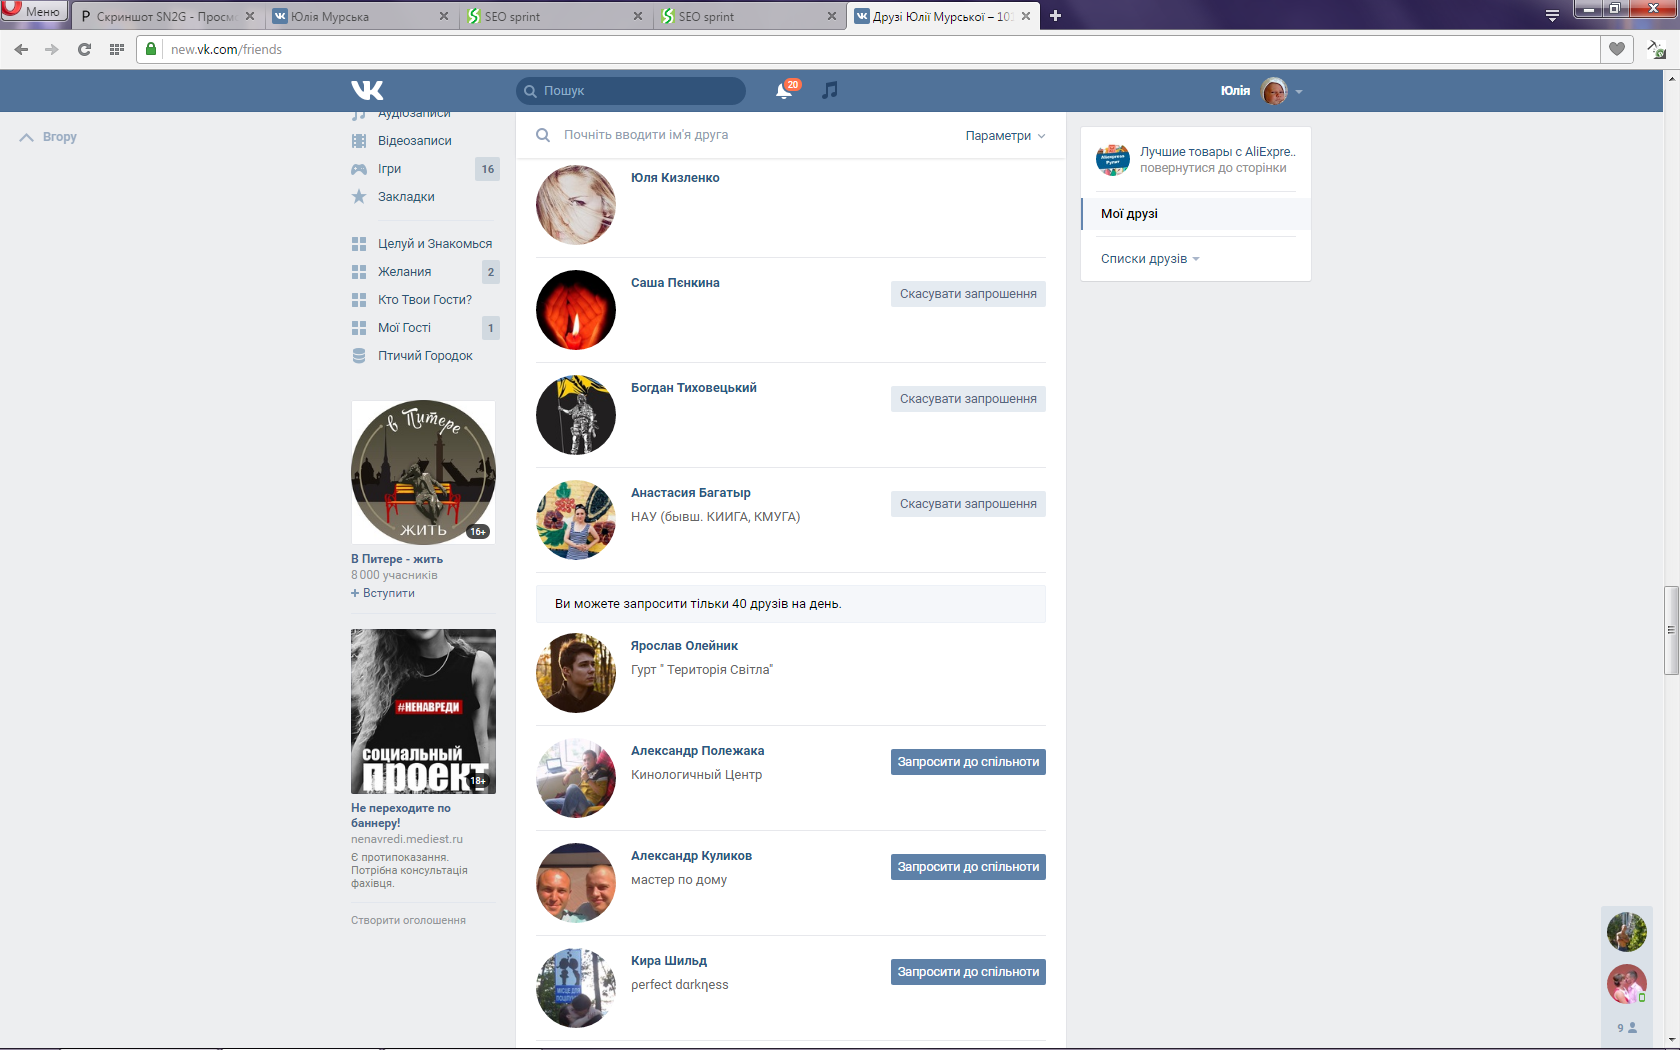 Меню
Скриншот SN2G - Просмо
Юлія Мурська
SEO sprint
SEO sprint
Друзі Юлії Мурської – 101
new.vk.com/friends
Пошук
20
Юлія
Вгору
Аудіозаписи
Відеозаписи
Ігри
16
Закладки
Целуй и Знакомься
Желания
2
Кто Твои Гости?
Мої Гості
1
Птичий Городок
в Питере
ЖИТЬ
16+
В Питере - жить
8 000 учасників
+ Вступити
#НЕНАВРЕДИ
социальный
проект
18+
Не переходите по
баннеру!
nenavredi.mediest.ru
Є протипоказання.
Потрібна консультація
фахівця.
Створити оголошення
Почніть вводити ім'я друга
Параметри
Юля Кизленко
Саша Пєнкина
Скасувати запрошення
Богдан Тиховецький
Скасувати запрошення
Анастасия Багатыр
НАУ (бывш. КИИГА, КМУГА)
Скасувати запрошення
Ви можете запросити тільки 40 друзів на день.
Ярослав Олейник
Гурт " Територія Світла"
Александр Полежака
Кинологичный Центр
Запросити до спільноти
Александр Куликов
мастер по дому
Запросити до спільноти
Кира Шильд
ρerfect dαrkηess
Запросити до спільноти
Лучшие товары с AliExpre..
повернутися до сторінки
Мої друзі
Списки друзів
9